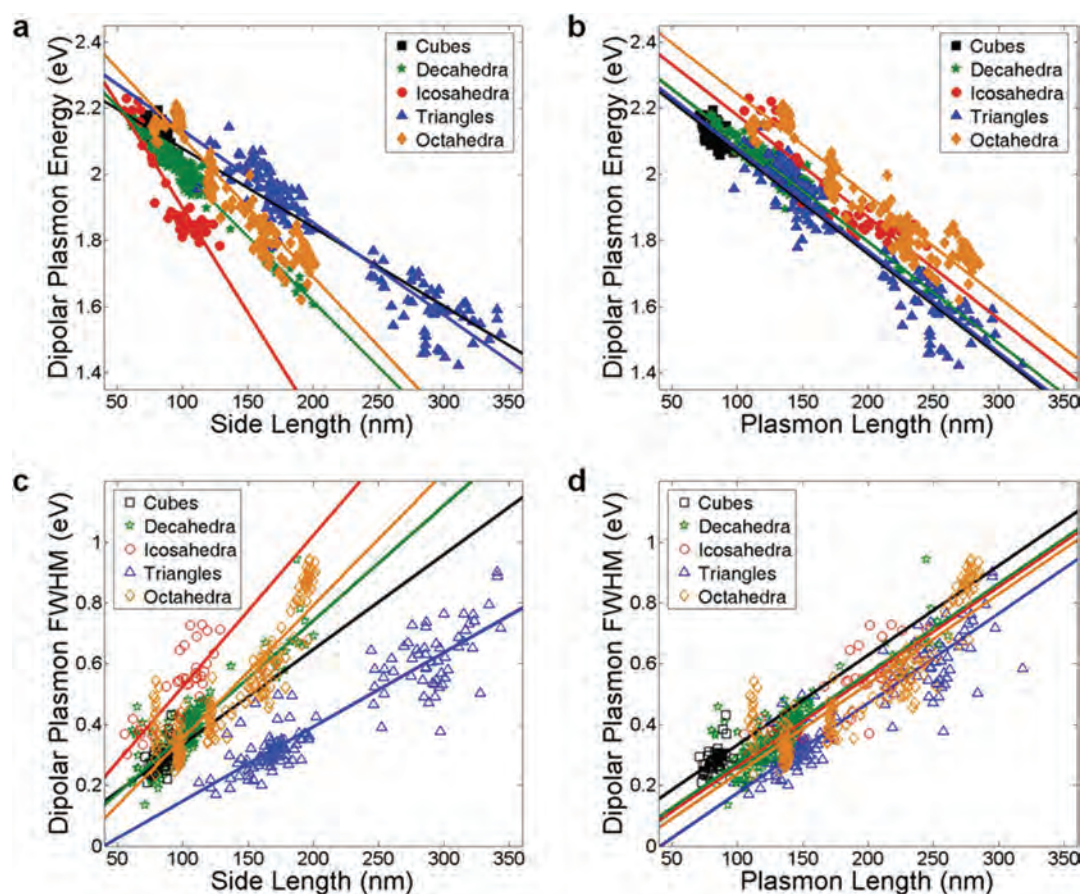 a
Dipolar Plasmon Energy (eV)
2.4
2.2
2
1.8
1.6
1.4
Cubes
Decahedra
Icosahedra
Triangles
Octahedra
50 100 150 200 250 300 350
Side Length (nm)
b
Dipolar Plasmon Energy (eV)
2.4
2.2
2
1.8
1.6
1.4
Cubes
Decahedra
Icosahedra
Triangles
Octahedra
50 100 150 200 250 300 350
Plasmon Length (nm)
c
Dipolar Plasmon FWHM (eV)
1
0.8
0.6
0.4
0.2
0
Cubes
Decahedra
Icosahedra
Triangles
Octahedra
50 100 150 200 250 300 350
Side Length (nm)
d
Dipolar Plasmon FWHM (eV)
1
0.8
0.6
0.4
0.2
0
Cubes
Decahedra
Icosahedra
Triangles
Octahedra
50 100 150 200 250 300 350
Plasmon Length (nm)